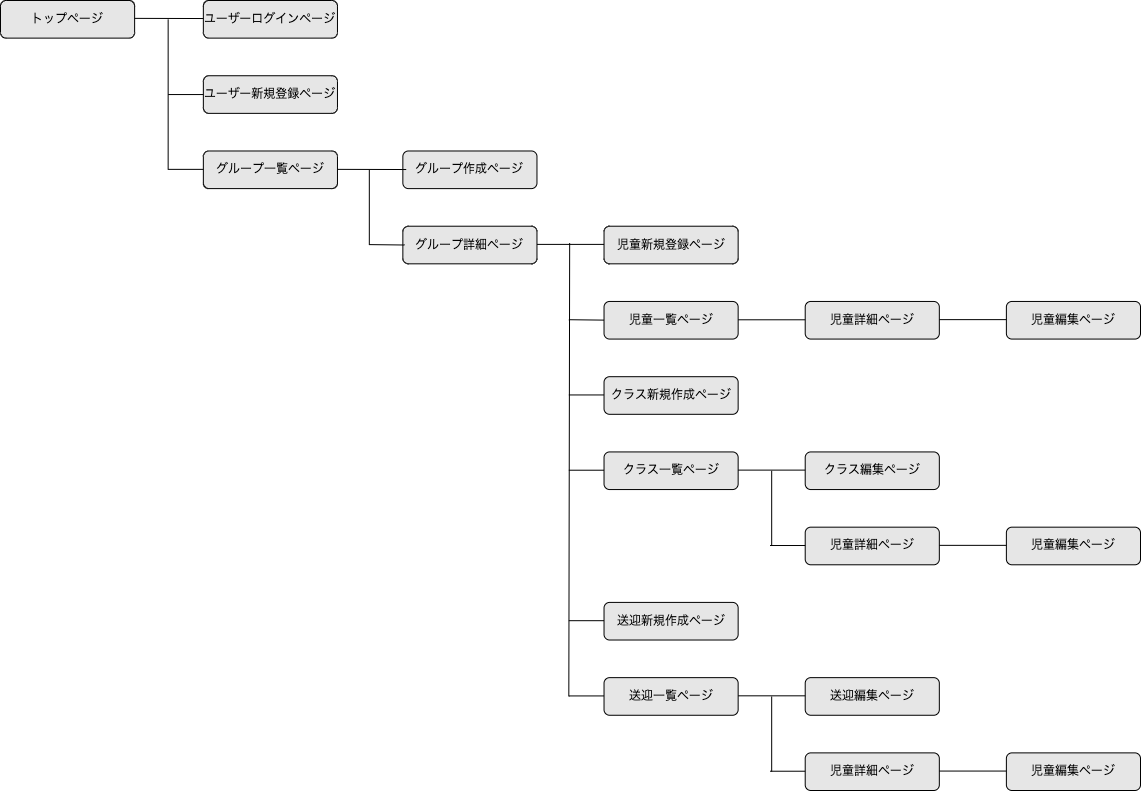 トップページ
ユーザーログインページ
ユーザー新規登録ページ
グループ一覧ページ
グループ作成ページ
グループ詳細ページ
児童新規登録ページ
児童一覧ページ
児童詳細ページ
児童編集ページ
クラス新規作成ページ
クラス一覧ページ
クラス編集ページ
児童詳細ページ
児童編集ページ
送迎新規作成ページ
送迎一覧ページ
送迎編集ページ
児童詳細ページ
児童編集ページ